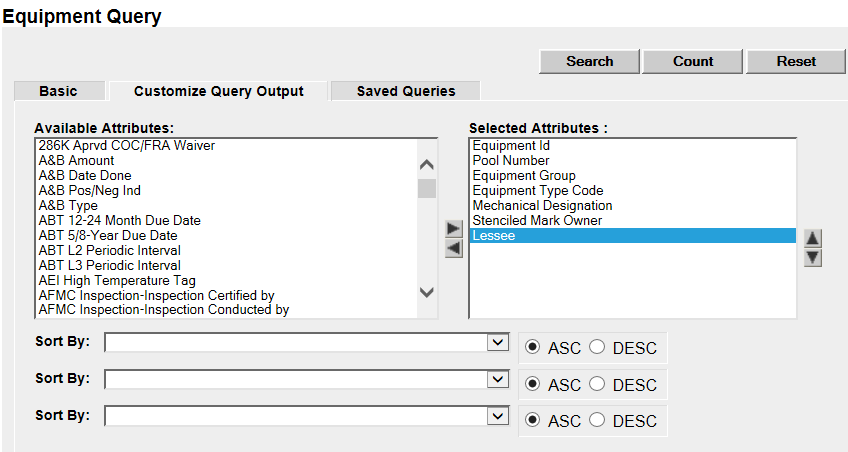 Equipment Query
Search Count Reset
Basic Customize Query Output Saved Queries
Available Attributes:
286K Aprvd COC/FRA Waiver
A&B Amount
A&B Date Done
A&B Pos/Neg Ind
A&B Type
ABT 12-24 Month Due Date
ABT 5/8-Year Due Date
ABT L2 Periodic Interval
ABT L3 Periodic Interval
AEI High Temperature Tag
AFMC Inspection-Inspection Certified by
AFMC Inspection-Inspection Conducted by
Selected Attributes :
Equipment Id
Pool Number
Equipment Group
Equipment Type Code
Mechanical Designation
Stenciled Mark Owner
Lessee
Sort By: ASC DESC
Sort By: ASC DESC
Sort By: ASC DESC